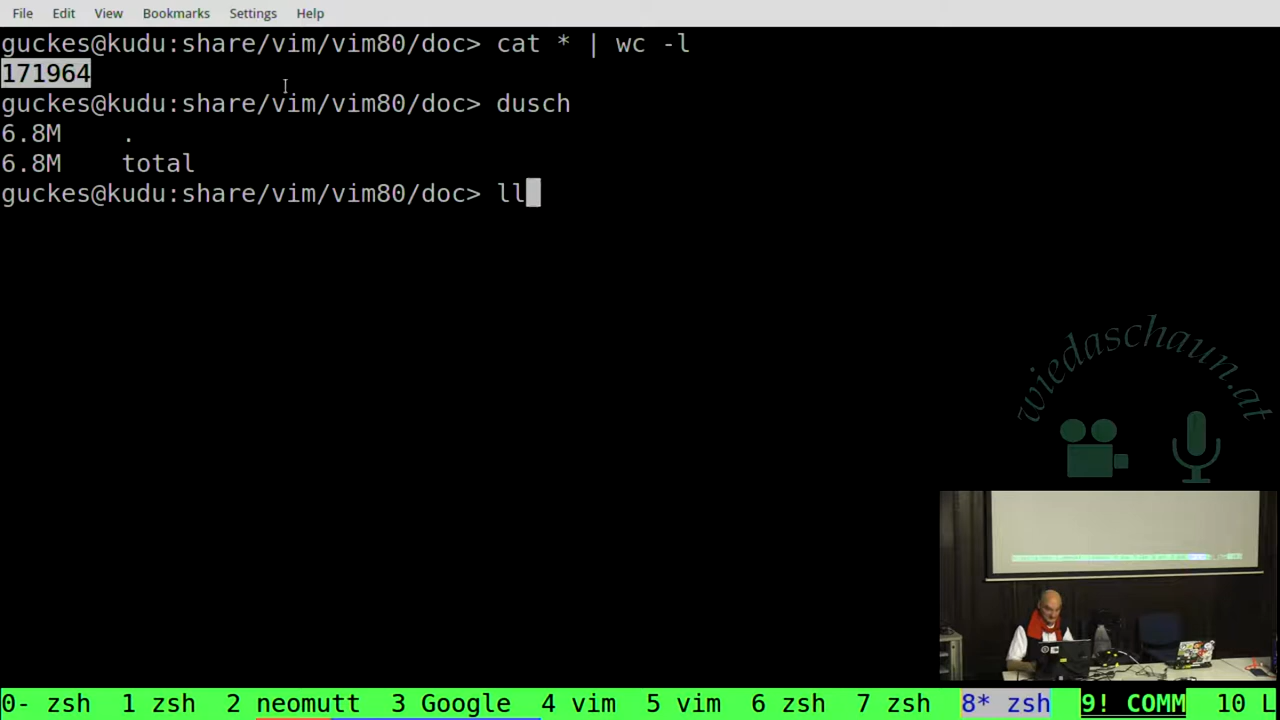 File Edit View Bookmarks Settings Help
guckes@kudu:share/vim/vim80/doc> cat * | wc -l
171964
guckes@kudu:share/vim/vim80/doc> dusch
6.8M    .
6.8M    total
guckes@kudu:share/vim/vim80/doc> ll
wiedaschaun.at
0- zsh  1 zsh  2 neomutt  3 Google  4 vim  5 vim  6 zsh  7 zsh  8* zsh  9! COMM  10 L